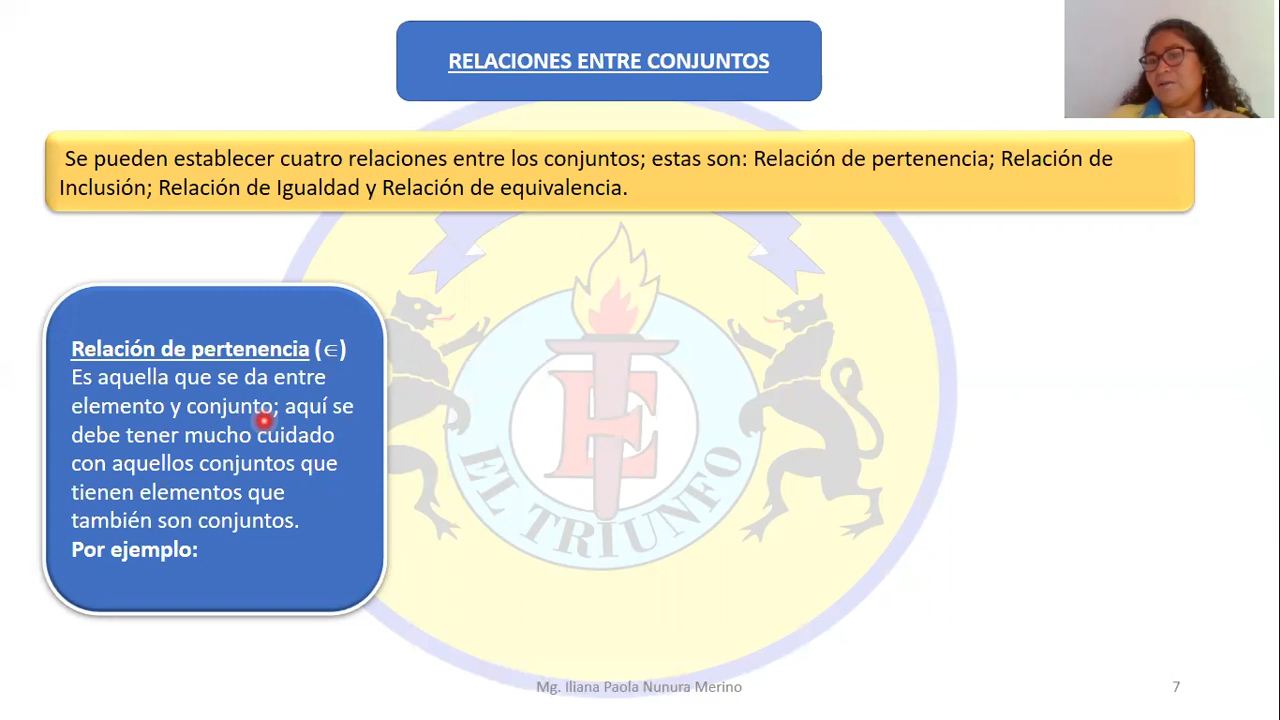 RELACIONES ENTRE CONJUNTOS
Se pueden establecer cuatro relaciones entre los conjuntos; estas son: Relación de pertenencia; Relación de
Inclusión; Relación de Igualdad y Relación de equivalencia.
Relación de pertenencia (∈)
Es aquella que se da entre
elemento y conjunto; aquí se
debe tener mucho cuidado
con aquellos conjuntos que
tienen elementos que
también son conjuntos.
Por ejemplo:
E
EL TRIUNFO
Mg. Iliana Paola Nunura Merino
7